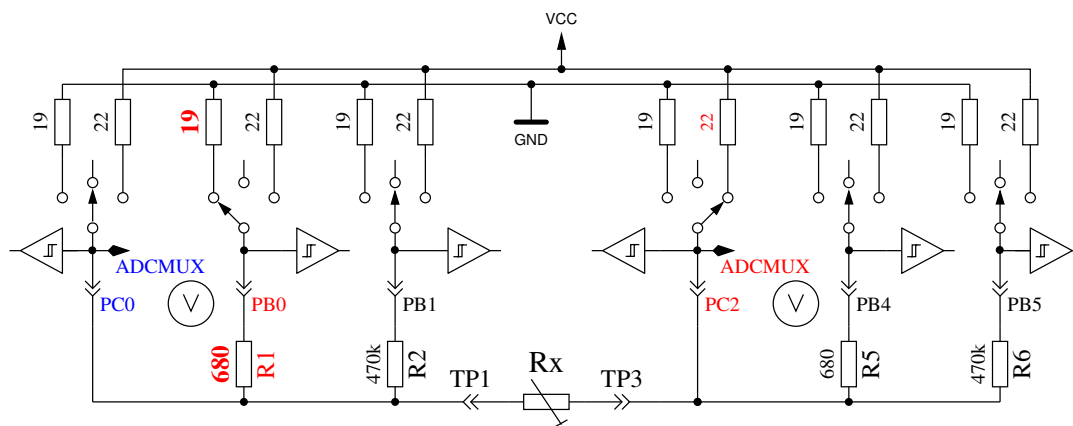 VCC
GND
19
22
19
22
19
22
19
22
19
22
19
22
ADCMUX
ADCMUX
PC0
V
PB0
PB1
PC2
V
PB4
PB5
680
R1
470k
R2
TP1
Rx
TP3
680
R5
470k
R6